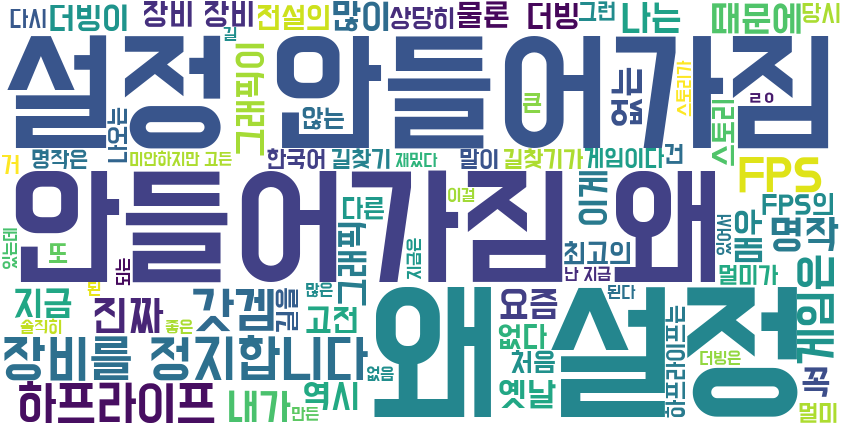 다시 더빙이 장비 장비 전설의 많이 상당히 물론 더빙 그런 나는 때문에 당시
길
설정 안들어가짐
그래픽이
나오는
않는
큰
없는
스토리가
ㄹㅇ
스토리
거 명작은 미안하지만 고든 한국어 길찾기 재밌다 말이 길찾기가 게임이다 건
FPS
안들어가짐 왜
이걸
다른
이게
FPS의
있는데
또
되는
그래픽
지금은
최고의
있어서
봄아
명작
난 지금
멀미가
게임은
지금
솔직히
된
진짜
좋은
갓겜
길을
많은
고전
왜 설정
요즘
된다
없다
처음
옛날
하프라이프는
더빙은
장비를 정지합니다
없음
꼭
하프라이프 내가 만든 역시
멀미